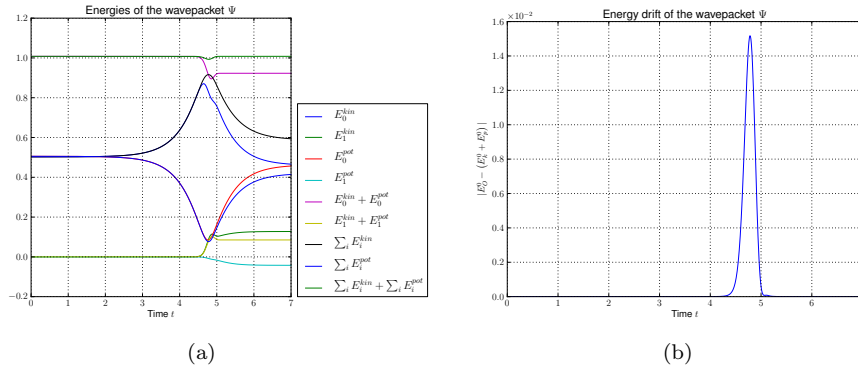 Energies of the wavepacket Ψ
1.2
1.0
0.8
0.6
0.4
0.2
0.0
−0.2
0 1 2 3 4 5 6 7
Time t
E_0^{kin}
E_1^{kin}
E_0^{pot}
E_1^{pot}
E_0^{kin} + E_0^{pot}
E_1^{kin} + E_1^{pot}
∑_i E_i^{kin}
∑_i E_i^{pot}
∑_i E_i^{kin} + ∑_i E_i^{pot}
(a)
Energy drift of the wavepacket Ψ
×10^{−2}
1.6
1.4
1.2
1.0
0.8
0.6
0.4
0.2
0.0
0 1 2 3 4 5 6
Time t
(b)